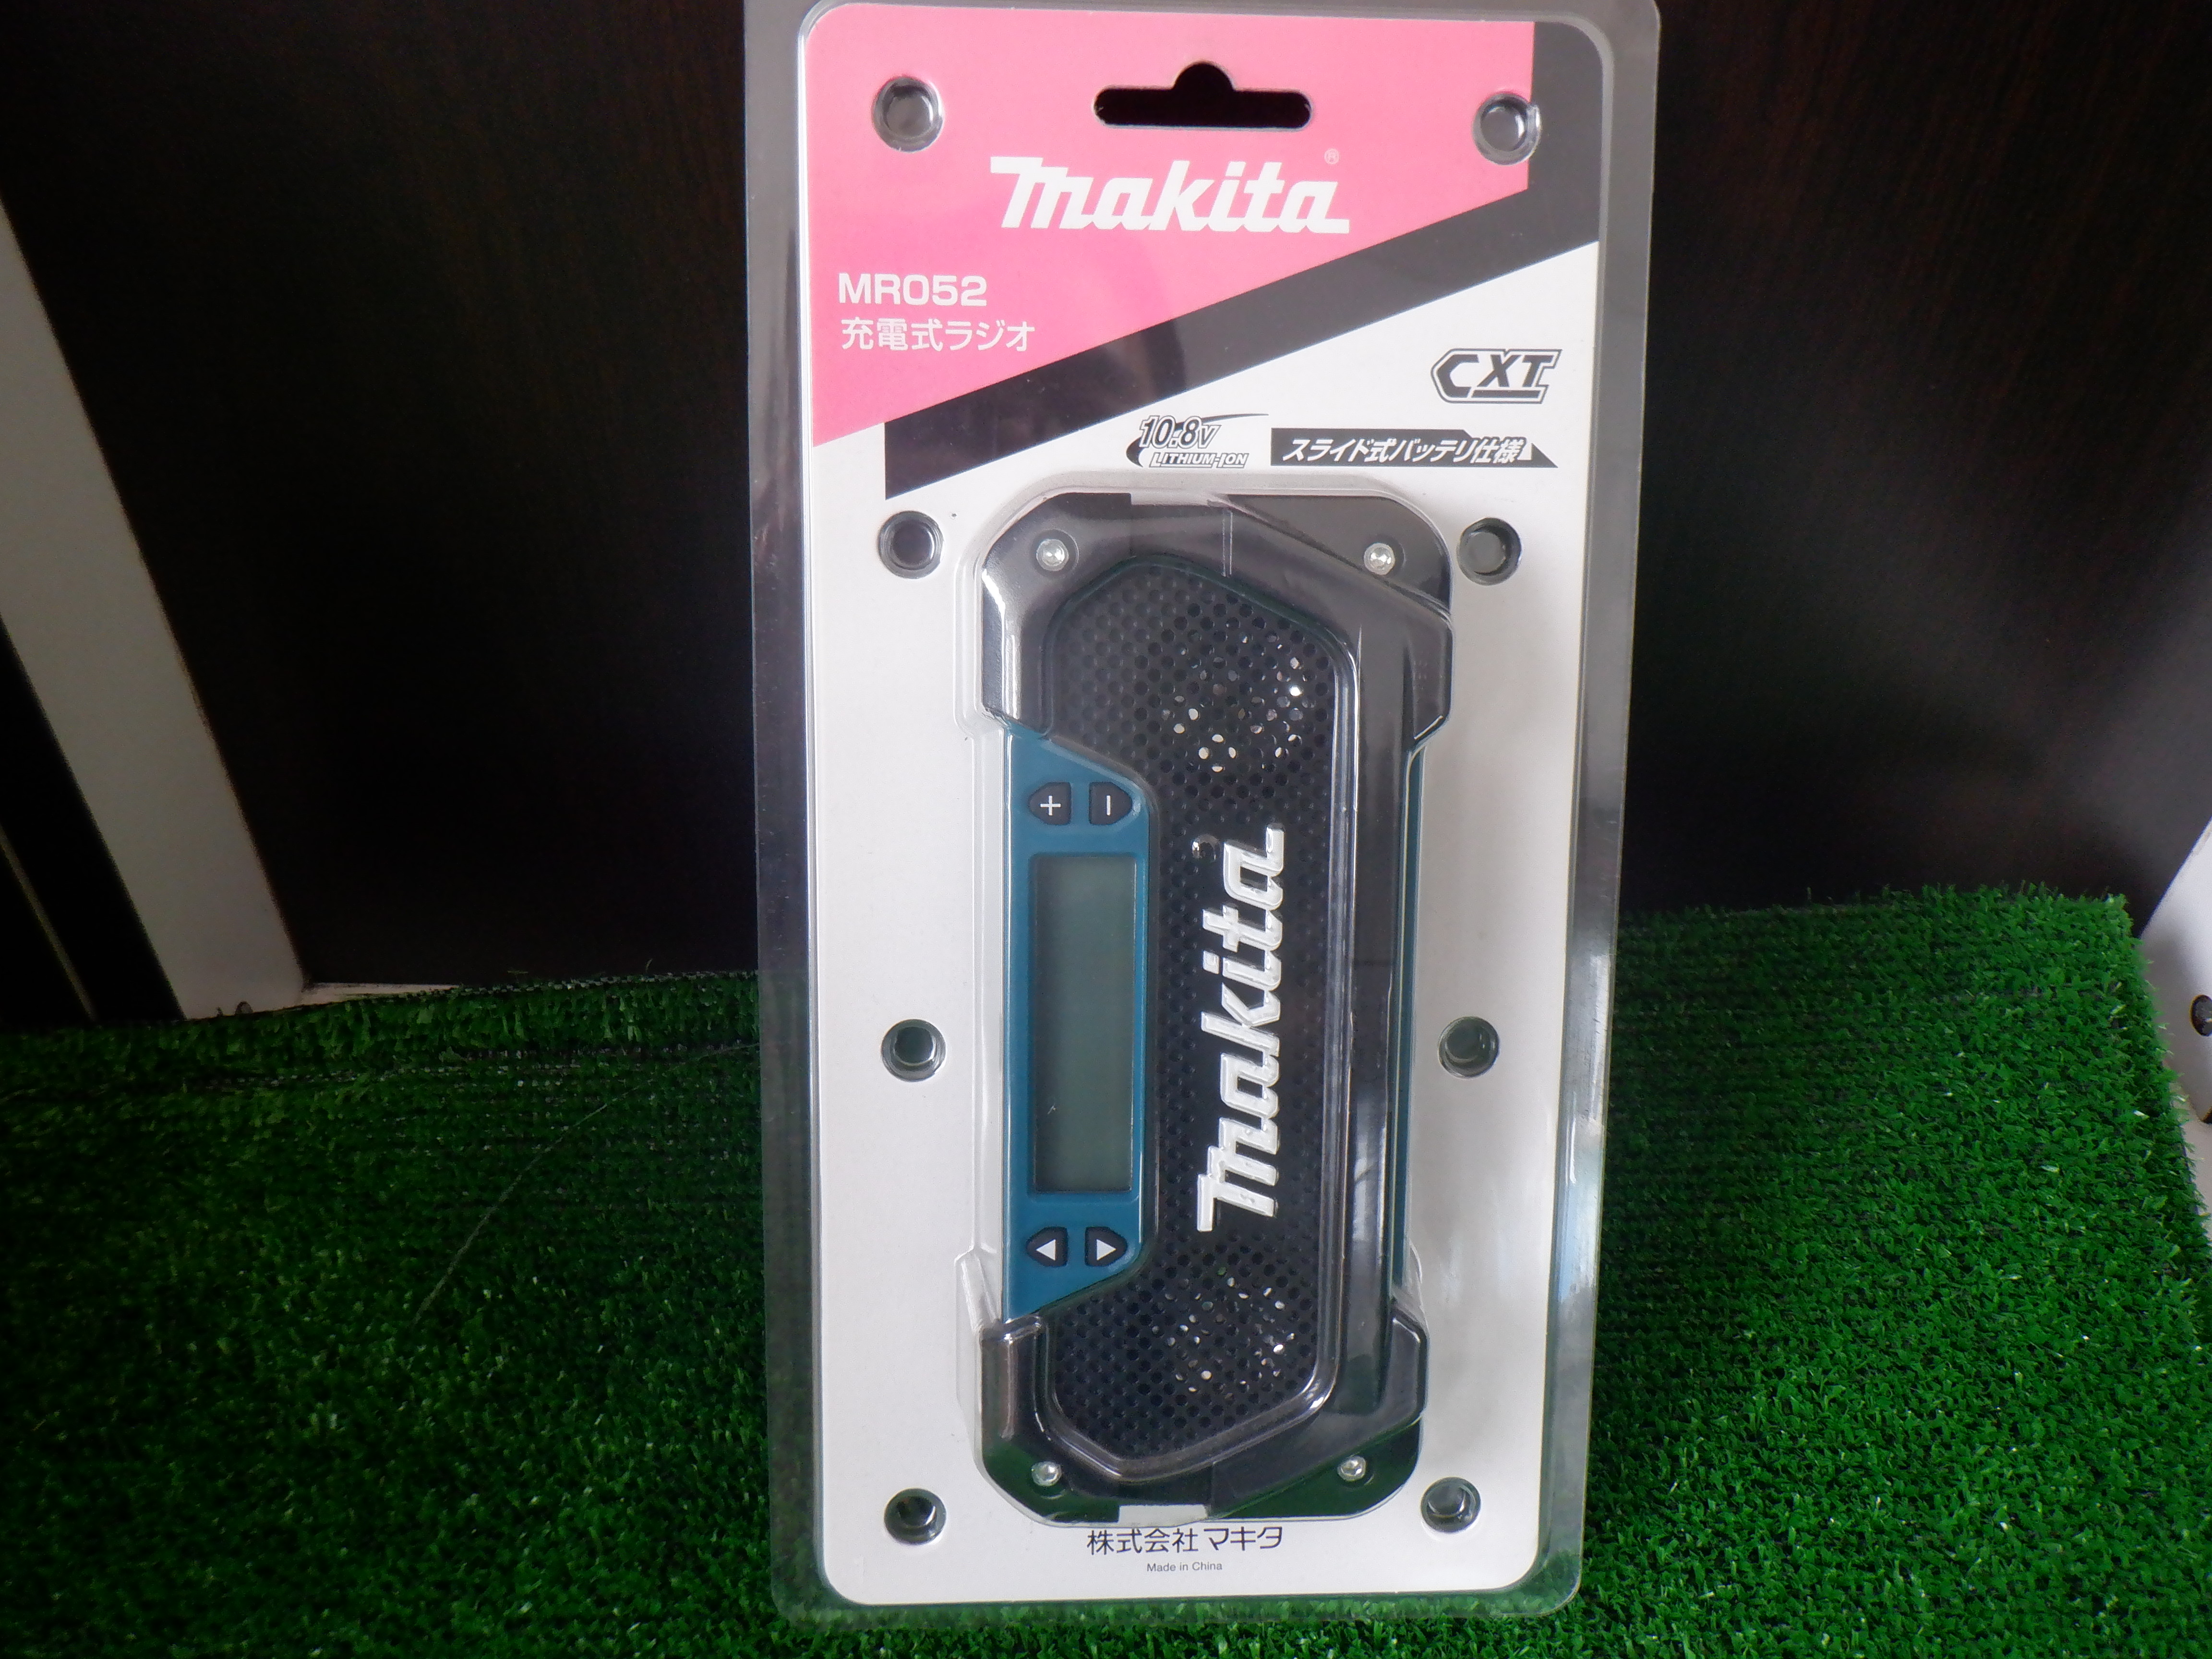 makita®
MR052
充電式ラジオ
CXT
10.8V
LITHIUM-ION
スライド式バッテリ仕様
+ −
makita
株式会社マキタ
Made in China